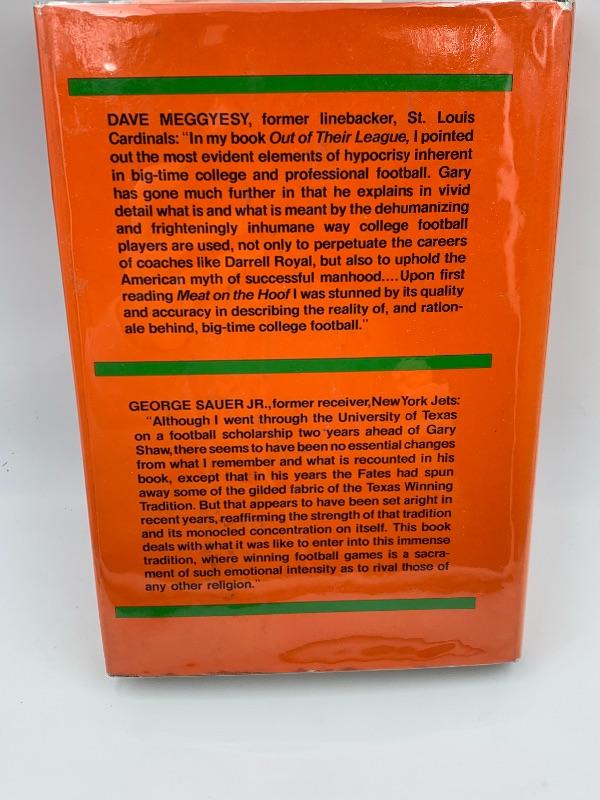 DAVE MEGGYESY, former linebacker, St. Louis
Cardinals: "In my book Out of Their League, I pointed
out the most evident elements of hypocrisy inherent
in big-time college and professional football. Gary
has gone much further in that he explains in vivid
detail what is and what is meant by the dehumanizing
and frighteningly inhumane way college football
players are used, not only to perpetuate the careers
of coaches like Darrell Royal, but also to uphold the
American myth of successful manhood....Upon first
reading Meat on the Hoof I was stunned by its quality
and accuracy in describing the reality of, and ration-
ale behind, big-time college football."
GEORGE SAUER JR., former receiver, New York Jets:
"Although I went through the University of Texas
on a football scholarship two years ahead of Gary
Shaw, there seems to have been no essential changes
from what I remember and what is recounted in his
book, except that in his years the Fates had spun
away some of the gilded fabric of the Texas Winning
Tradition. But that appears to have been set aright in
recent years, reaffirming the strength of that tradition
and its monocled concentration on itself. This book
deals with what it was like to enter into this immense
tradition, where winning football games is a sacra-
ment of such emotional intensity as to rival those of
any other religion."